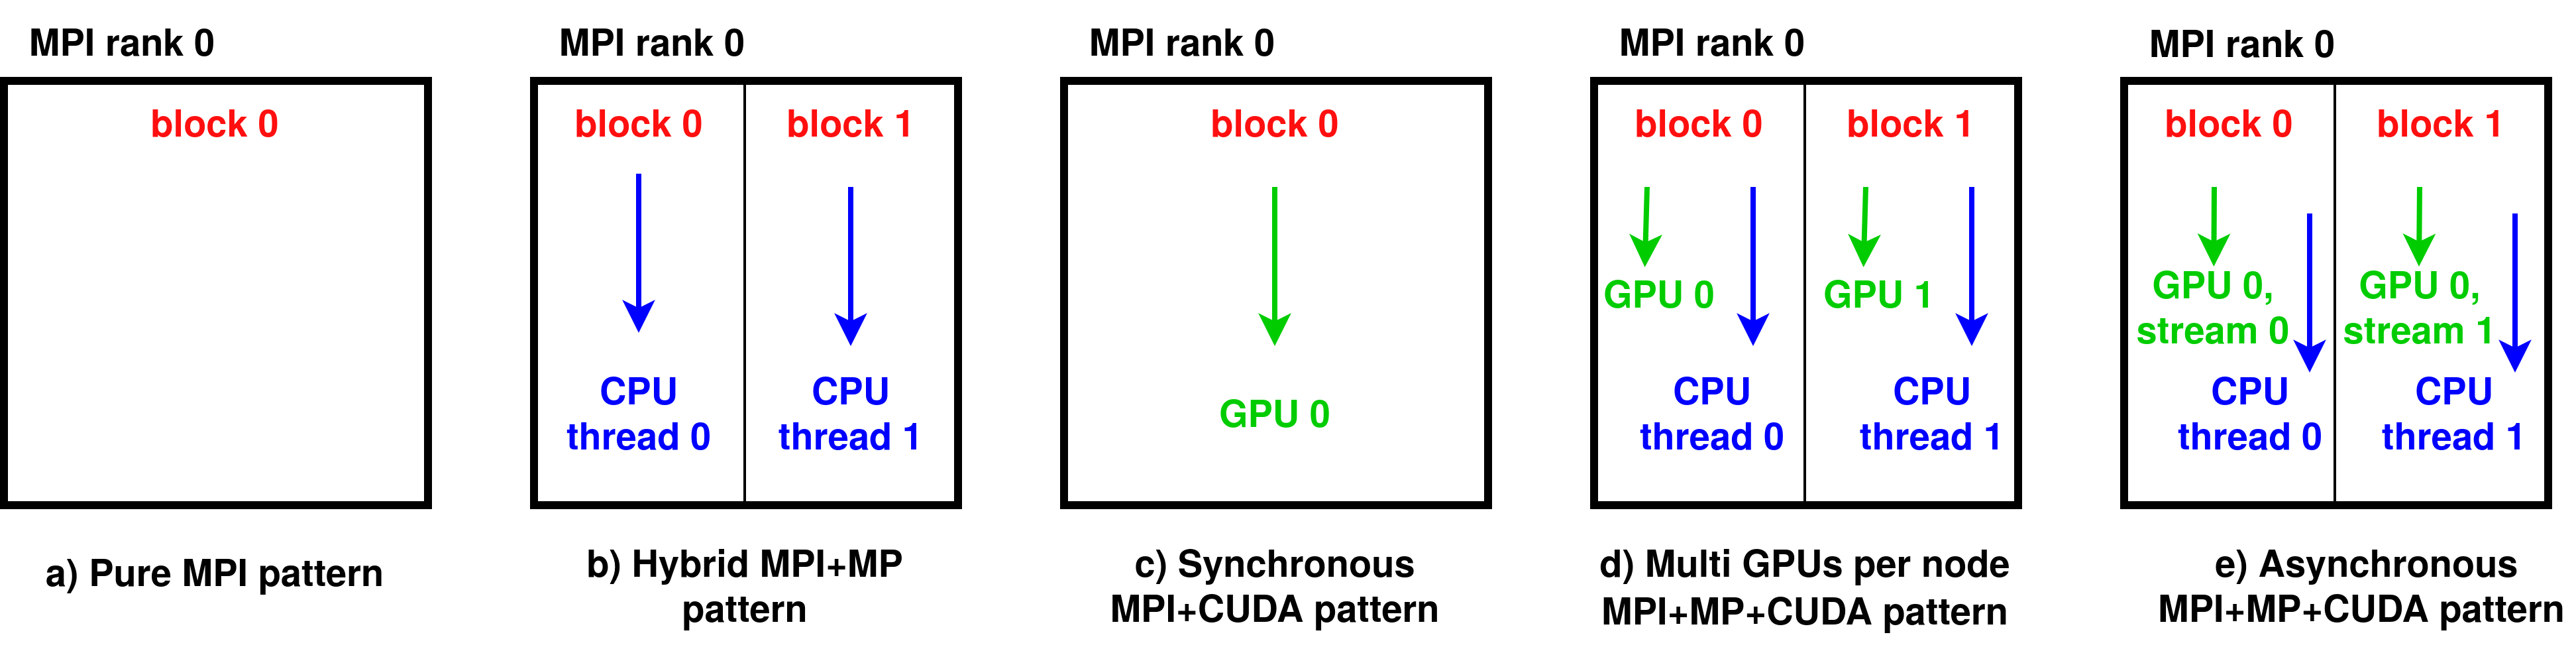 MPI rank 0
block 0
a) Pure MPI pattern
MPI rank 0
block 0
block 1
CPU
thread 0
CPU
thread 1
b) Hybrid MPI+MP
pattern
MPI rank 0
block 0
GPU 0
c) Synchronous
MPI+CUDA pattern
MPI rank 0
block 0
block 1
GPU 0
GPU 1
CPU
thread 0
CPU
thread 1
d) Multi GPUs per node
MPI+MP+CUDA pattern
MPI rank 0
block 0
block 1
GPU 0,
stream 0
GPU 0,
stream 1
CPU
thread 0
CPU
thread 1
e) Asynchronous
MPI+MP+CUDA pattern